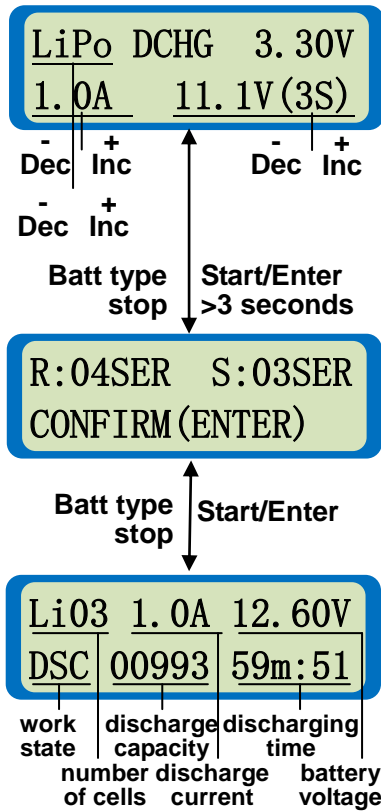 LiPo DCHG 3.30V
1.0A 11.1V(3S)
- + - +
Dec Inc Dec Inc
- +
Dec Inc
Batt type Start/Enter
stop >3 seconds
R:04SER S:03SER
CONFIRM(ENTER)
Batt type Start/Enter
stop
Li03 1.0A 12.60V
DSC 00993 59m:51
work discharge discharging
state capacity time
number discharge battery
of cells current voltage